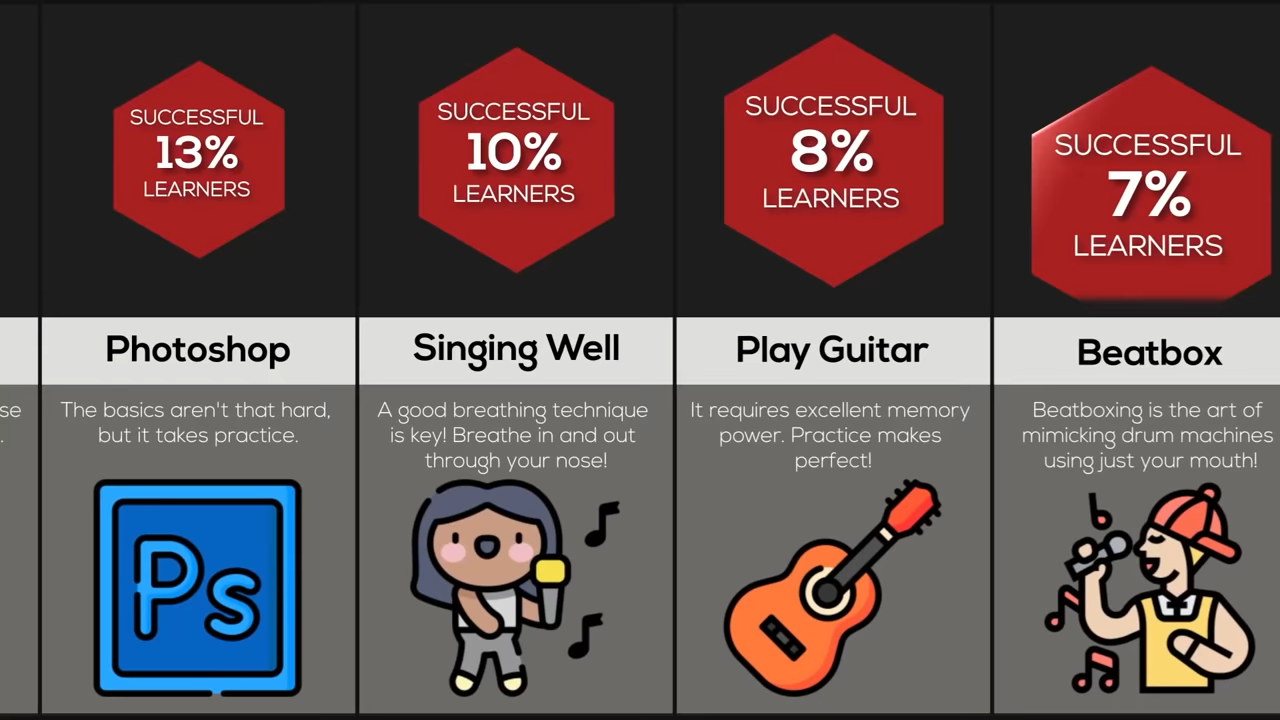 SUCCESSFUL
13%
LEARNERS
SUCCESSFUL
10%
LEARNERS
SUCCESSFUL
8%
LEARNERS
SUCCESSFUL
7%
LEARNERS
Photoshop
Singing Well
Play Guitar
Beatbox
se
.
The basics aren't that hard,
but it takes practice.
A good breathing technique
is key! Breathe in and out
through your nose!
It requires excellent memory
power. Practice makes
perfect!
Beatboxing is the art of
mimicking drum machines
using just your mouth!
Ps